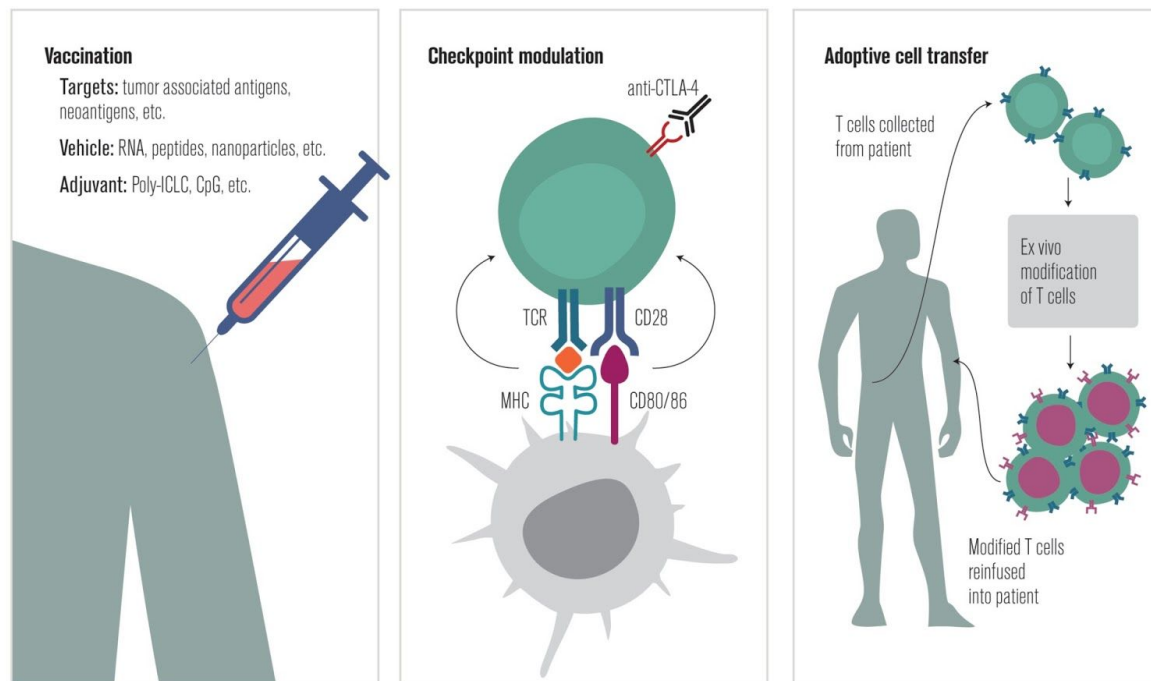 Vaccination
Targets: tumor associated antigens,
neoantigens, etc.
Vehicle: RNA, peptides, nanoparticles, etc.
Adjuvant: Poly-ICLC, CpG, etc.
Checkpoint modulation
anti-CTLA-4
TCR
CD28
MHC
CD80/86
Adoptive cell transfer
T cells collected
from patient
Ex vivo
modification
of T cells
Modified T cells
reinfused
into patient